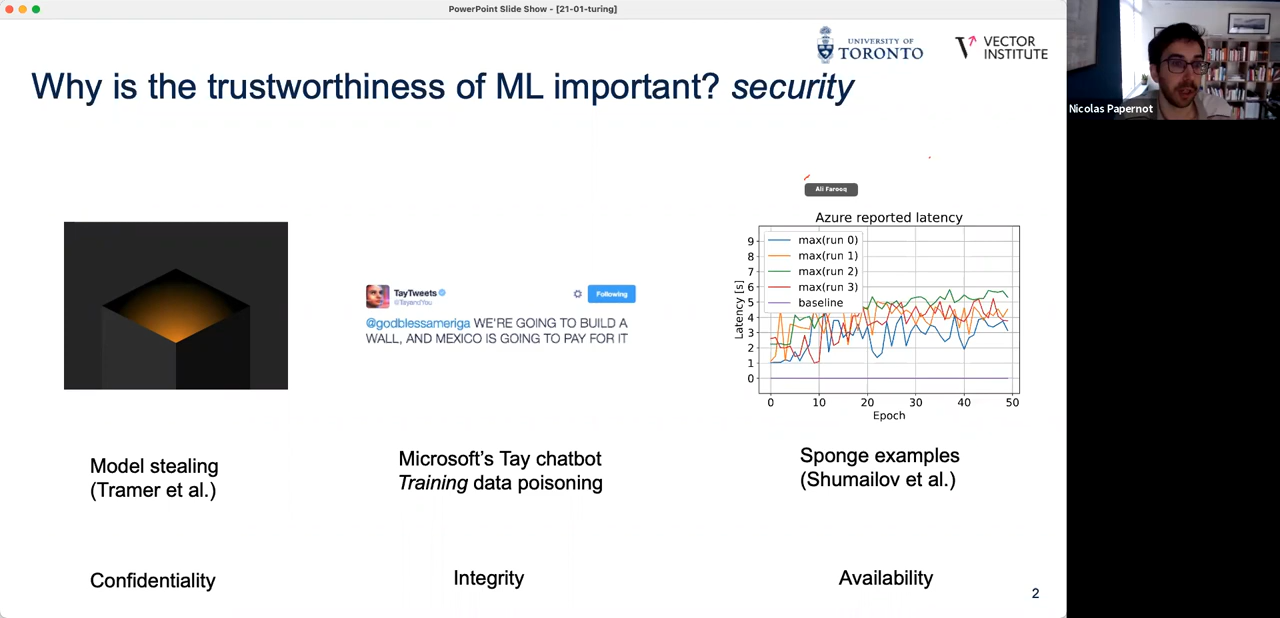 PowerPoint Slide Show - [21-01-turing]
UNIVERSITY OF
TORONTO
VECTOR
INSTITUTE
Why is the trustworthiness of ML important? security
Nicolas Papernot
Ali Farooq
TayTweets
@TayandYou
Following
@godblessameriga WE'RE GOING TO BUILD A
WALL, AND MEXICO IS GOING TO PAY FOR IT
Azure reported latency
max(run 0)
max(run 1)
max(run 2)
max(run 3)
baseline
Latency [s]
9
8
7
6
5
4
3
2
1
0
0 10 20 30 40 50
Epoch
Model stealing
(Tramer et al.)
Microsoft's Tay chatbot
Training data poisoning
Sponge examples
(Shumailov et al.)
Confidentiality
Integrity
Availability
2